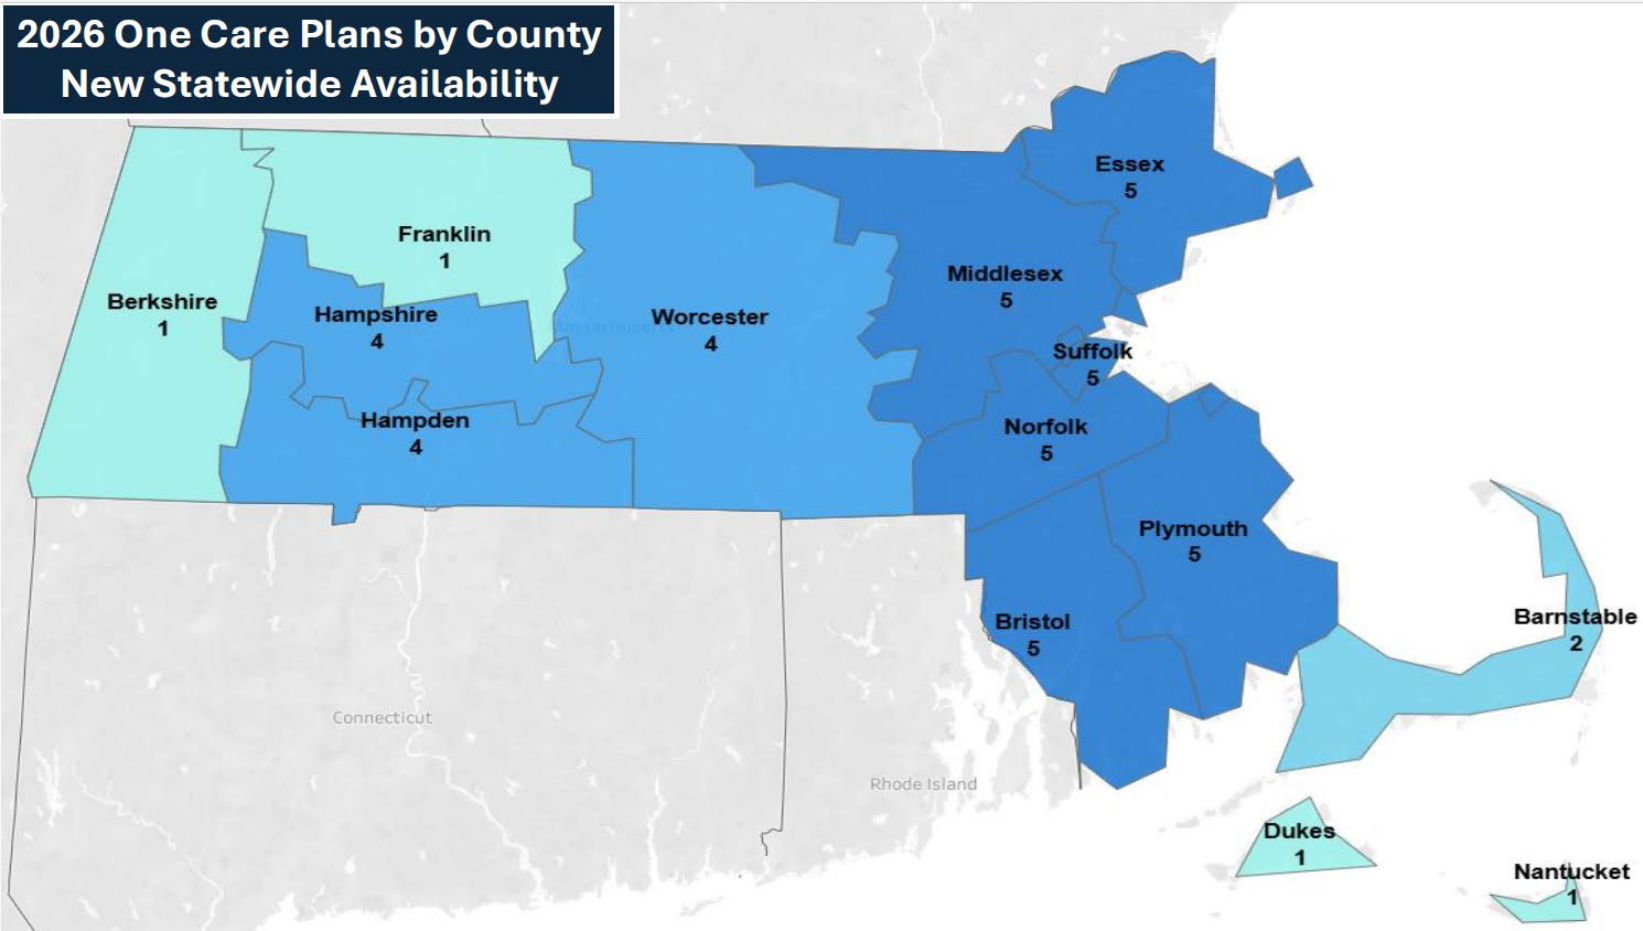 2026 One Care Plans by County
New Statewide Availability
Essex
5
Franklin
1
Middlesex
5
Berkshire
1
Hampshire
4
Massachusetts
Worcester
4
Suffolk
5
Hampden
4
Norfolk
5
Plymouth
5
Bristol
5
Barnstable
2
Connecticut
Rhode Island
Dukes
1
Nantucket
1